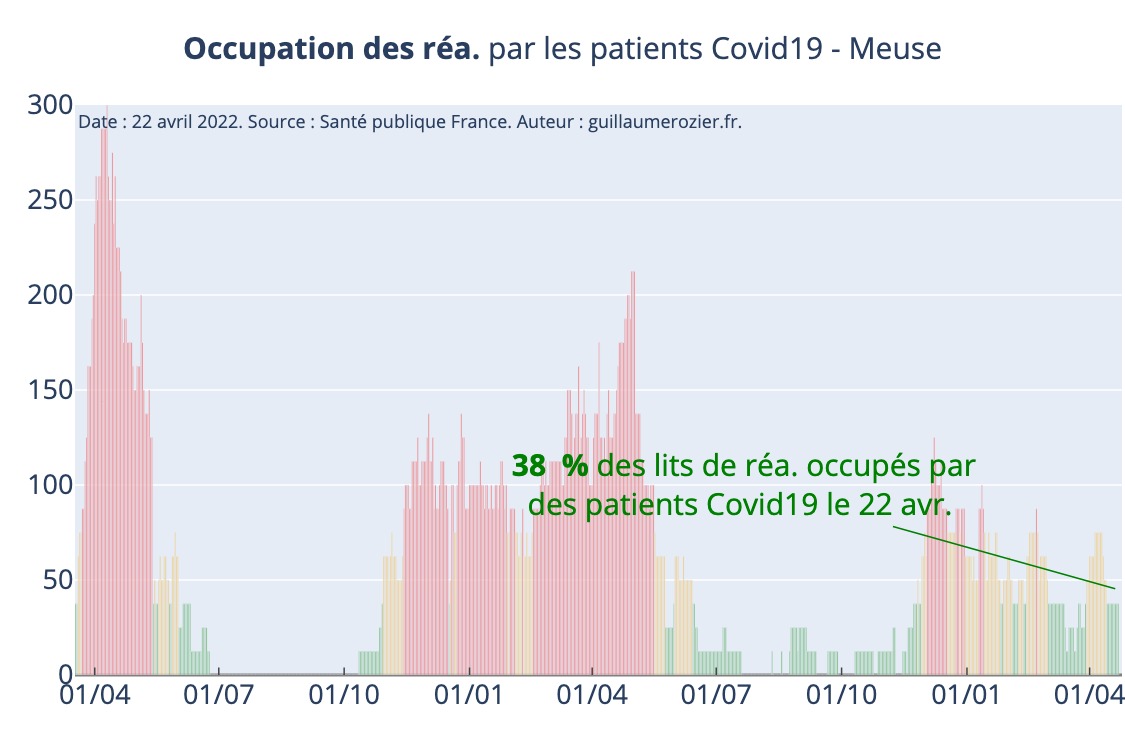 Occupation des réa. par les patients Covid19 - Meuse
300
Date : 22 avril 2022. Source : Santé publique France. Auteur : guillaumerozier.fr.
250
200
150
100
50
0
38 % des lits de réa. occupés par
des patients Covid19 le 22 avr.
01/04 01/07 01/10 01/01 01/04 01/07 01/10 01/01 01/04